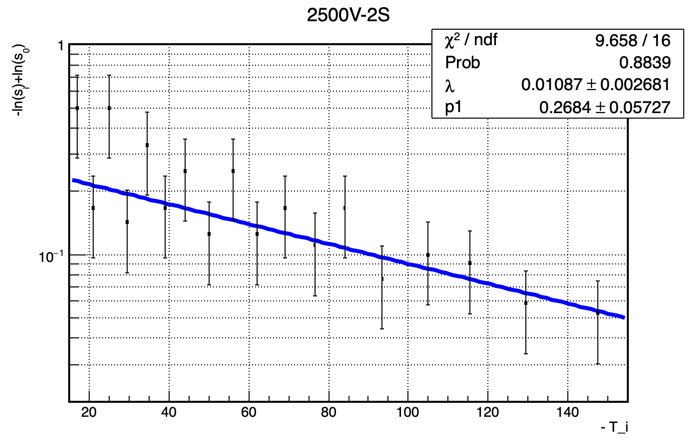 2500V-2S
χ² / ndf 9.658 / 16
Prob 0.8839
λ 0.01087 ± 0.002681
p1 0.2684 ± 0.05727
-ln(s_i)+ln(s_0)
1
10⁻¹
20 40 60 80 100 120 140
- T_i